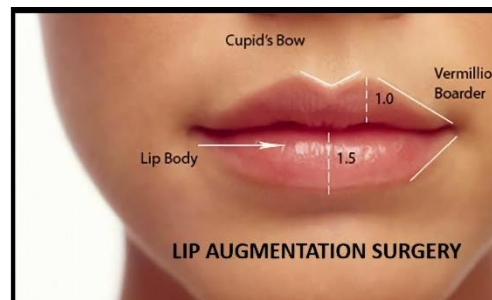 Cupid's Bow
Vermillio
Boarder
1.0
Lip Body
1.5
LIP AUGMENTATION SURGERY